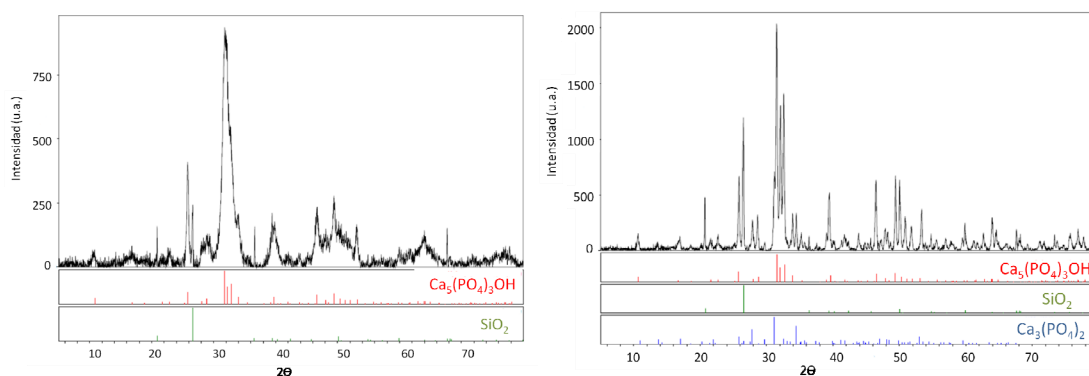 Intensidad (u.a.)
750
500
250
0
Ca₅(PO₄)₃OH
SiO₂
10 20 30 40 50 60 70
2Θ
Intensidad (u.a.)
2000
1500
1000
500
0
Ca₅(PO₄)₃OH
SiO₂
Ca₃(PO₄)₂
10 20 30 40 50 60 70
2Θ